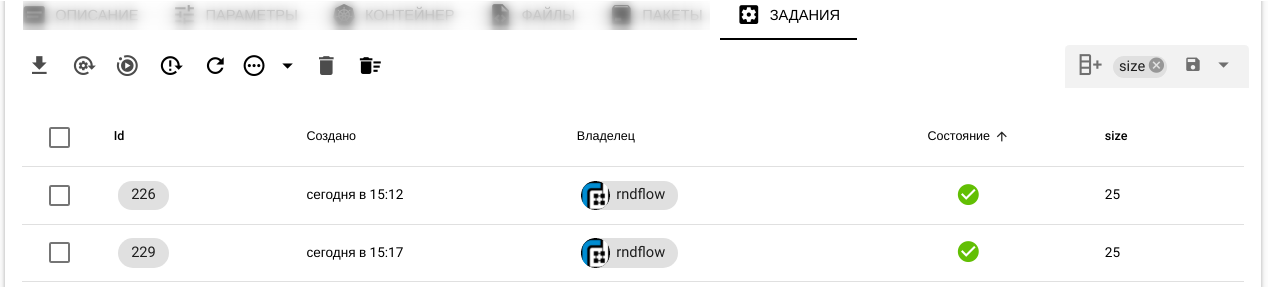 ОПИСАНИЕ ПАРАМЕТРЫ КОНТЕЙНЕР ФАЙЛЫ ПАКЕТЫ ЗАДАНИЯ
size
Id Создано Владелец Состояние size
226 сегодня в 15:12 rndflow 25
229 сегодня в 15:17 rndflow 25